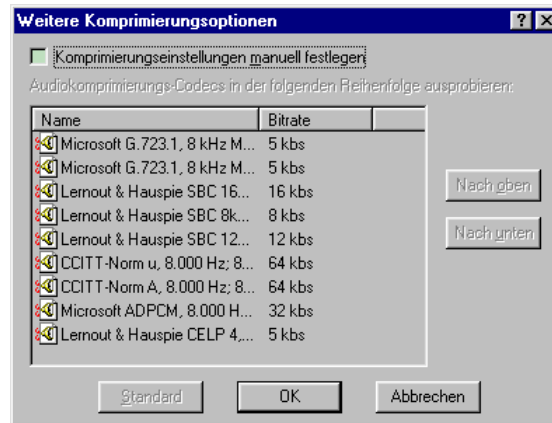 Weitere Komprimierungsoptionen
Komprimierungseinstellungen manuell festlegen
Audiokomprimierungs-Codecs in der folgenden Reihenfolge ausprobieren:
Name Bitrate
Microsoft G.723.1, 8 kHz M... 5 kbs
Microsoft G.723.1, 8 kHz M... 5 kbs
Lernout & Hauspie SBC 16... 16 kbs
Lernout & Hauspie SBC 8k... 8 kbs
Lernout & Hauspie SBC 12... 12 kbs
CCITT-Norm u, 8.000 Hz; 8... 64 kbs
CCITT-Norm A, 8.000 Hz; 8... 64 kbs
Microsoft ADPCM, 8.000 H... 32 kbs
Lernout & Hauspie CELP 4,... 5 kbs
Nach oben
Nach unten
Standard OK Abbrechen